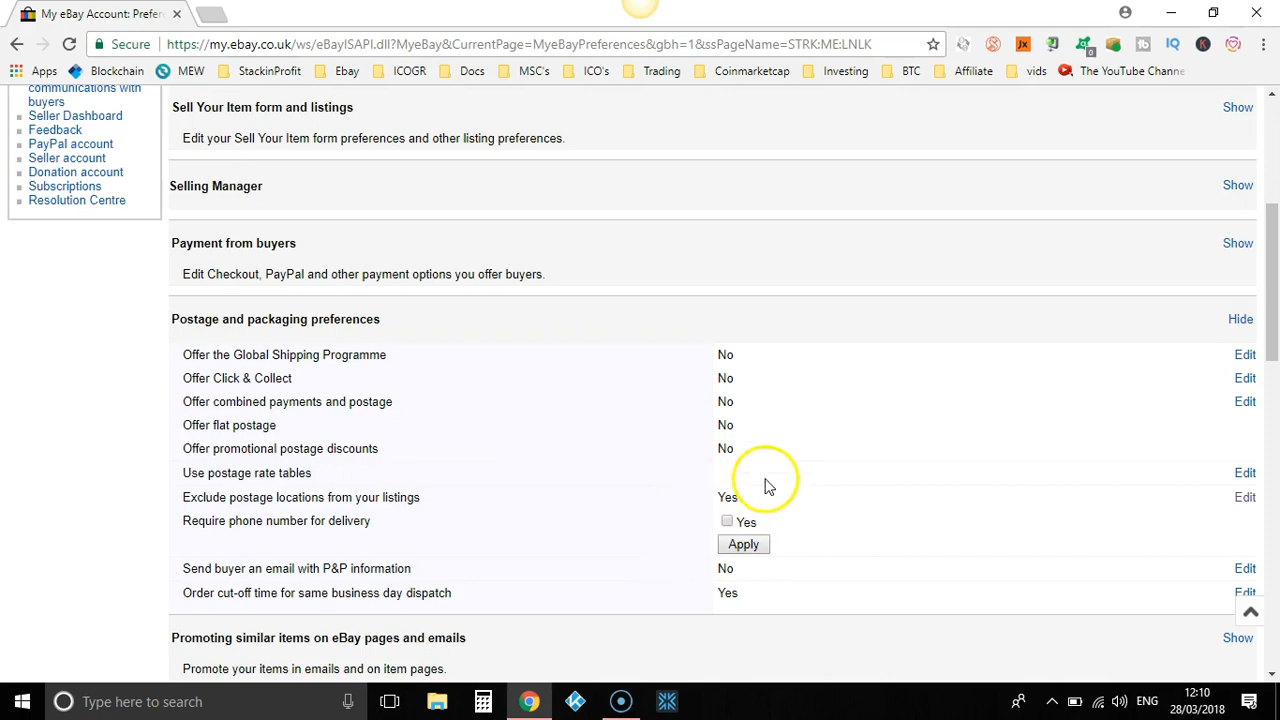 My eBay Account: Prefer
Secure
https://my.ebay.co.uk/ws/eBayISAPI.dll?MyeBay&CurrentPage=MyeBayPreferences&gbh=1&ssPageName=STRK:ME:LNLK
Apps Blockchain MEW StackinProfit Ebay ICOGR Docs MSC's ICO's Trading Coinmarketcap Investing BTC Affiliate vids The YouTube Chann
communications with
buyers
Seller Dashboard
Feedback
PayPal account
Seller account
Donation account
Subscriptions
Resolution Centre
Sell Your Item form and listings Show
Edit your Sell Your Item form preferences and other listing preferences.
Selling Manager Show
Payment from buyers Show
Edit Checkout, PayPal and other payment options you offer buyers.
Postage and packaging preferences Hide
Offer the Global Shipping Programme No Edit
Offer Click & Collect No Edit
Offer combined payments and postage No Edit
Offer flat postage No
Offer promotional postage discounts No
Use postage rate tables Edit
Exclude postage locations from your listings Yes Edit
Require phone number for delivery Yes
Apply
Send buyer an email with P&P information No Edit
Order cut-off time for same business day dispatch Yes Edit
Promoting similar items on eBay pages and emails Show
Promote your items in emails and on item pages.
Type here to search
ENG
12:10
28/03/2018